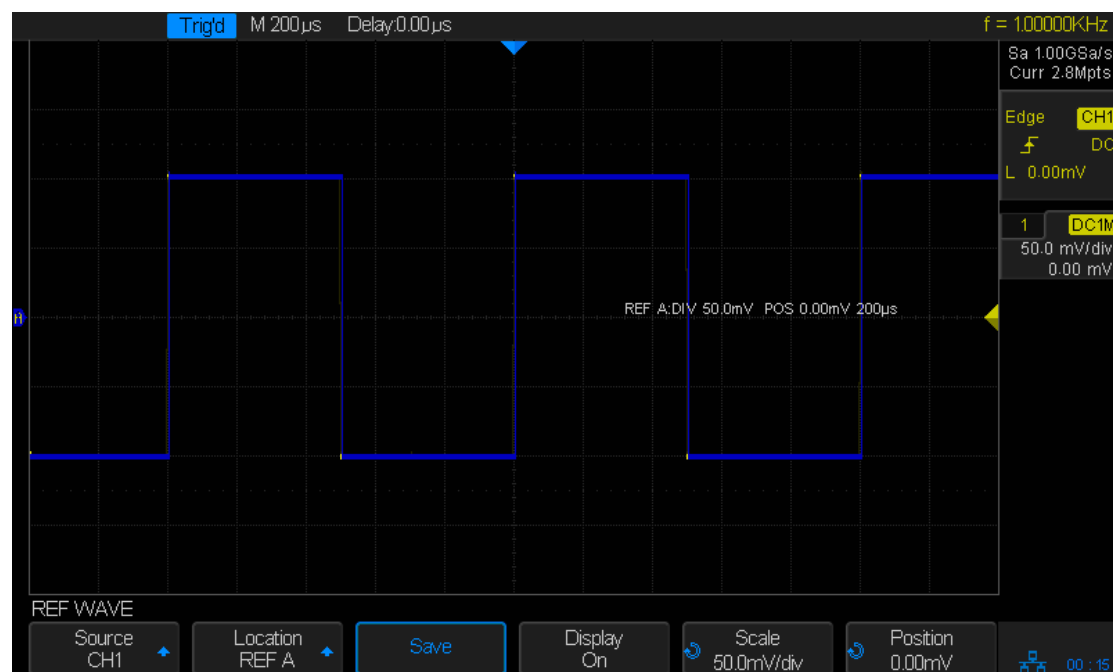 Trig'd M 200µs Delay:0.00µs f = 1.00000KHz
Sa 1.00GSa/s
Curr 2.8Mpts
Edge CH1
DC
L 0.00mV
1 DC1M
50.0 mV/div
0.00 mV
REF A:DIV 50.0mV POS 0.00mV 200µs
REF WAVE
Source
CH1
Location
REF A
Save
Display
On
Scale
50.0mV/div
Position
0.00mV
00:15